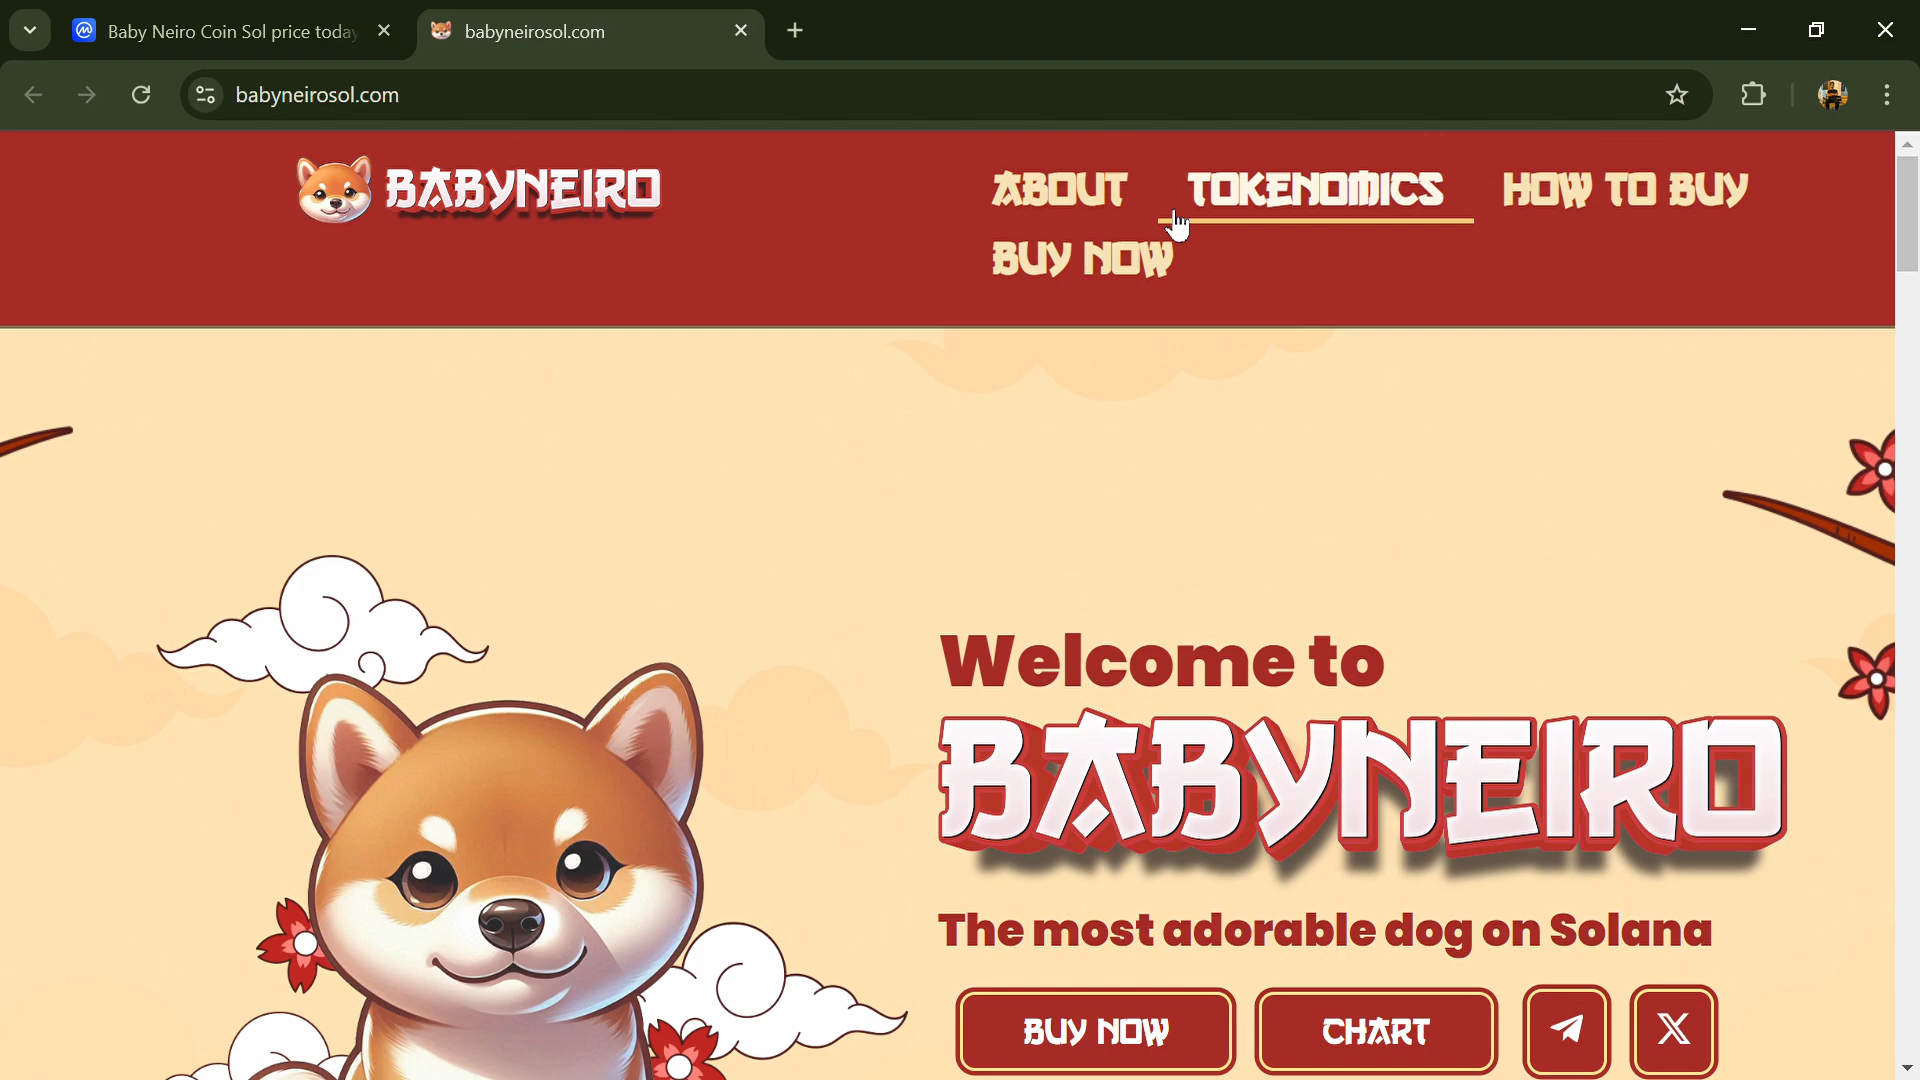 Baby Neiro Coin Sol price today
babyneirosol.com
babyneirosol.com
BABYNEIRO
ABOUT TOKENOMICS HOW TO BUY
BUY NOW
Welcome to
BABYNEIRO
The most adorable dog on Solana
BUY NOW CHART